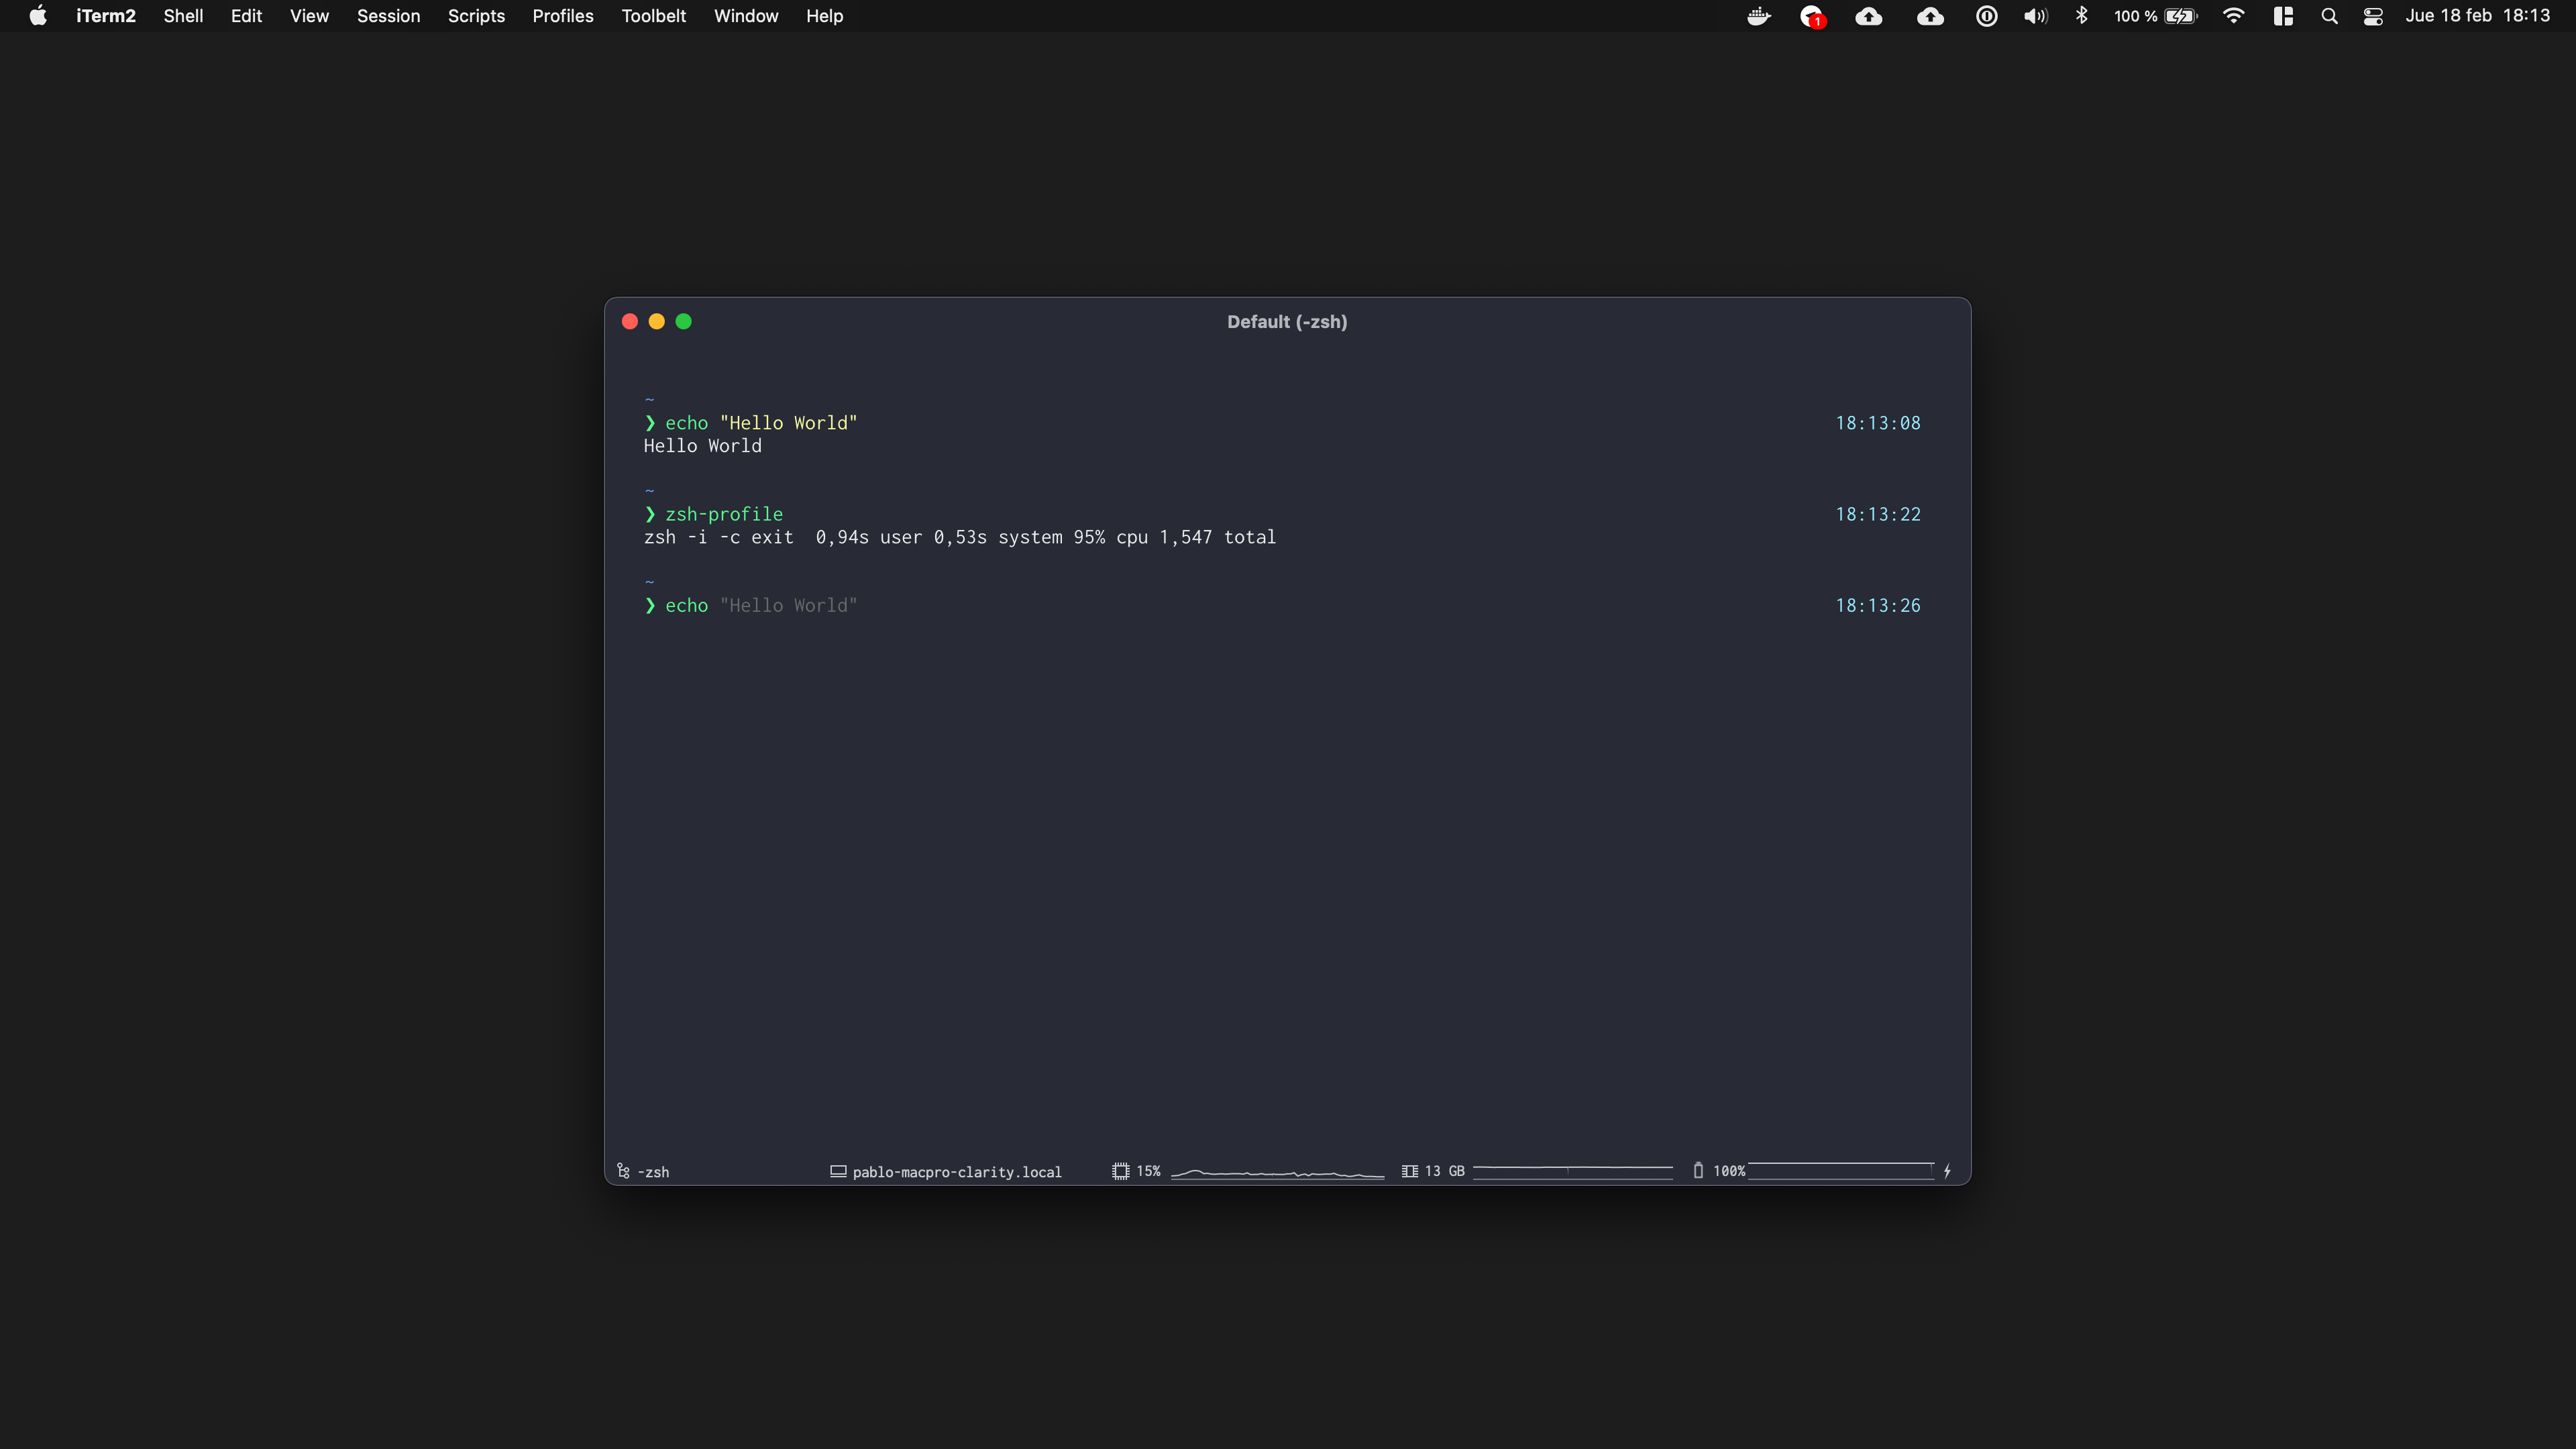 iTerm2 Shell Edit View Session Scripts Profiles Toolbelt Window Help 1 100 % Jue 18 feb 18:13
Default (-zsh)
~
❯ echo "Hello World" 18:13:08
Hello World
~
❯ zsh-profile 18:13:22
zsh -i -c exit  0,94s user 0,53s system 95% cpu 1,547 total
~
❯ echo "Hello World" 18:13:26
-zsh pablo-macpro-clarity.local 15% 13 GB 100%